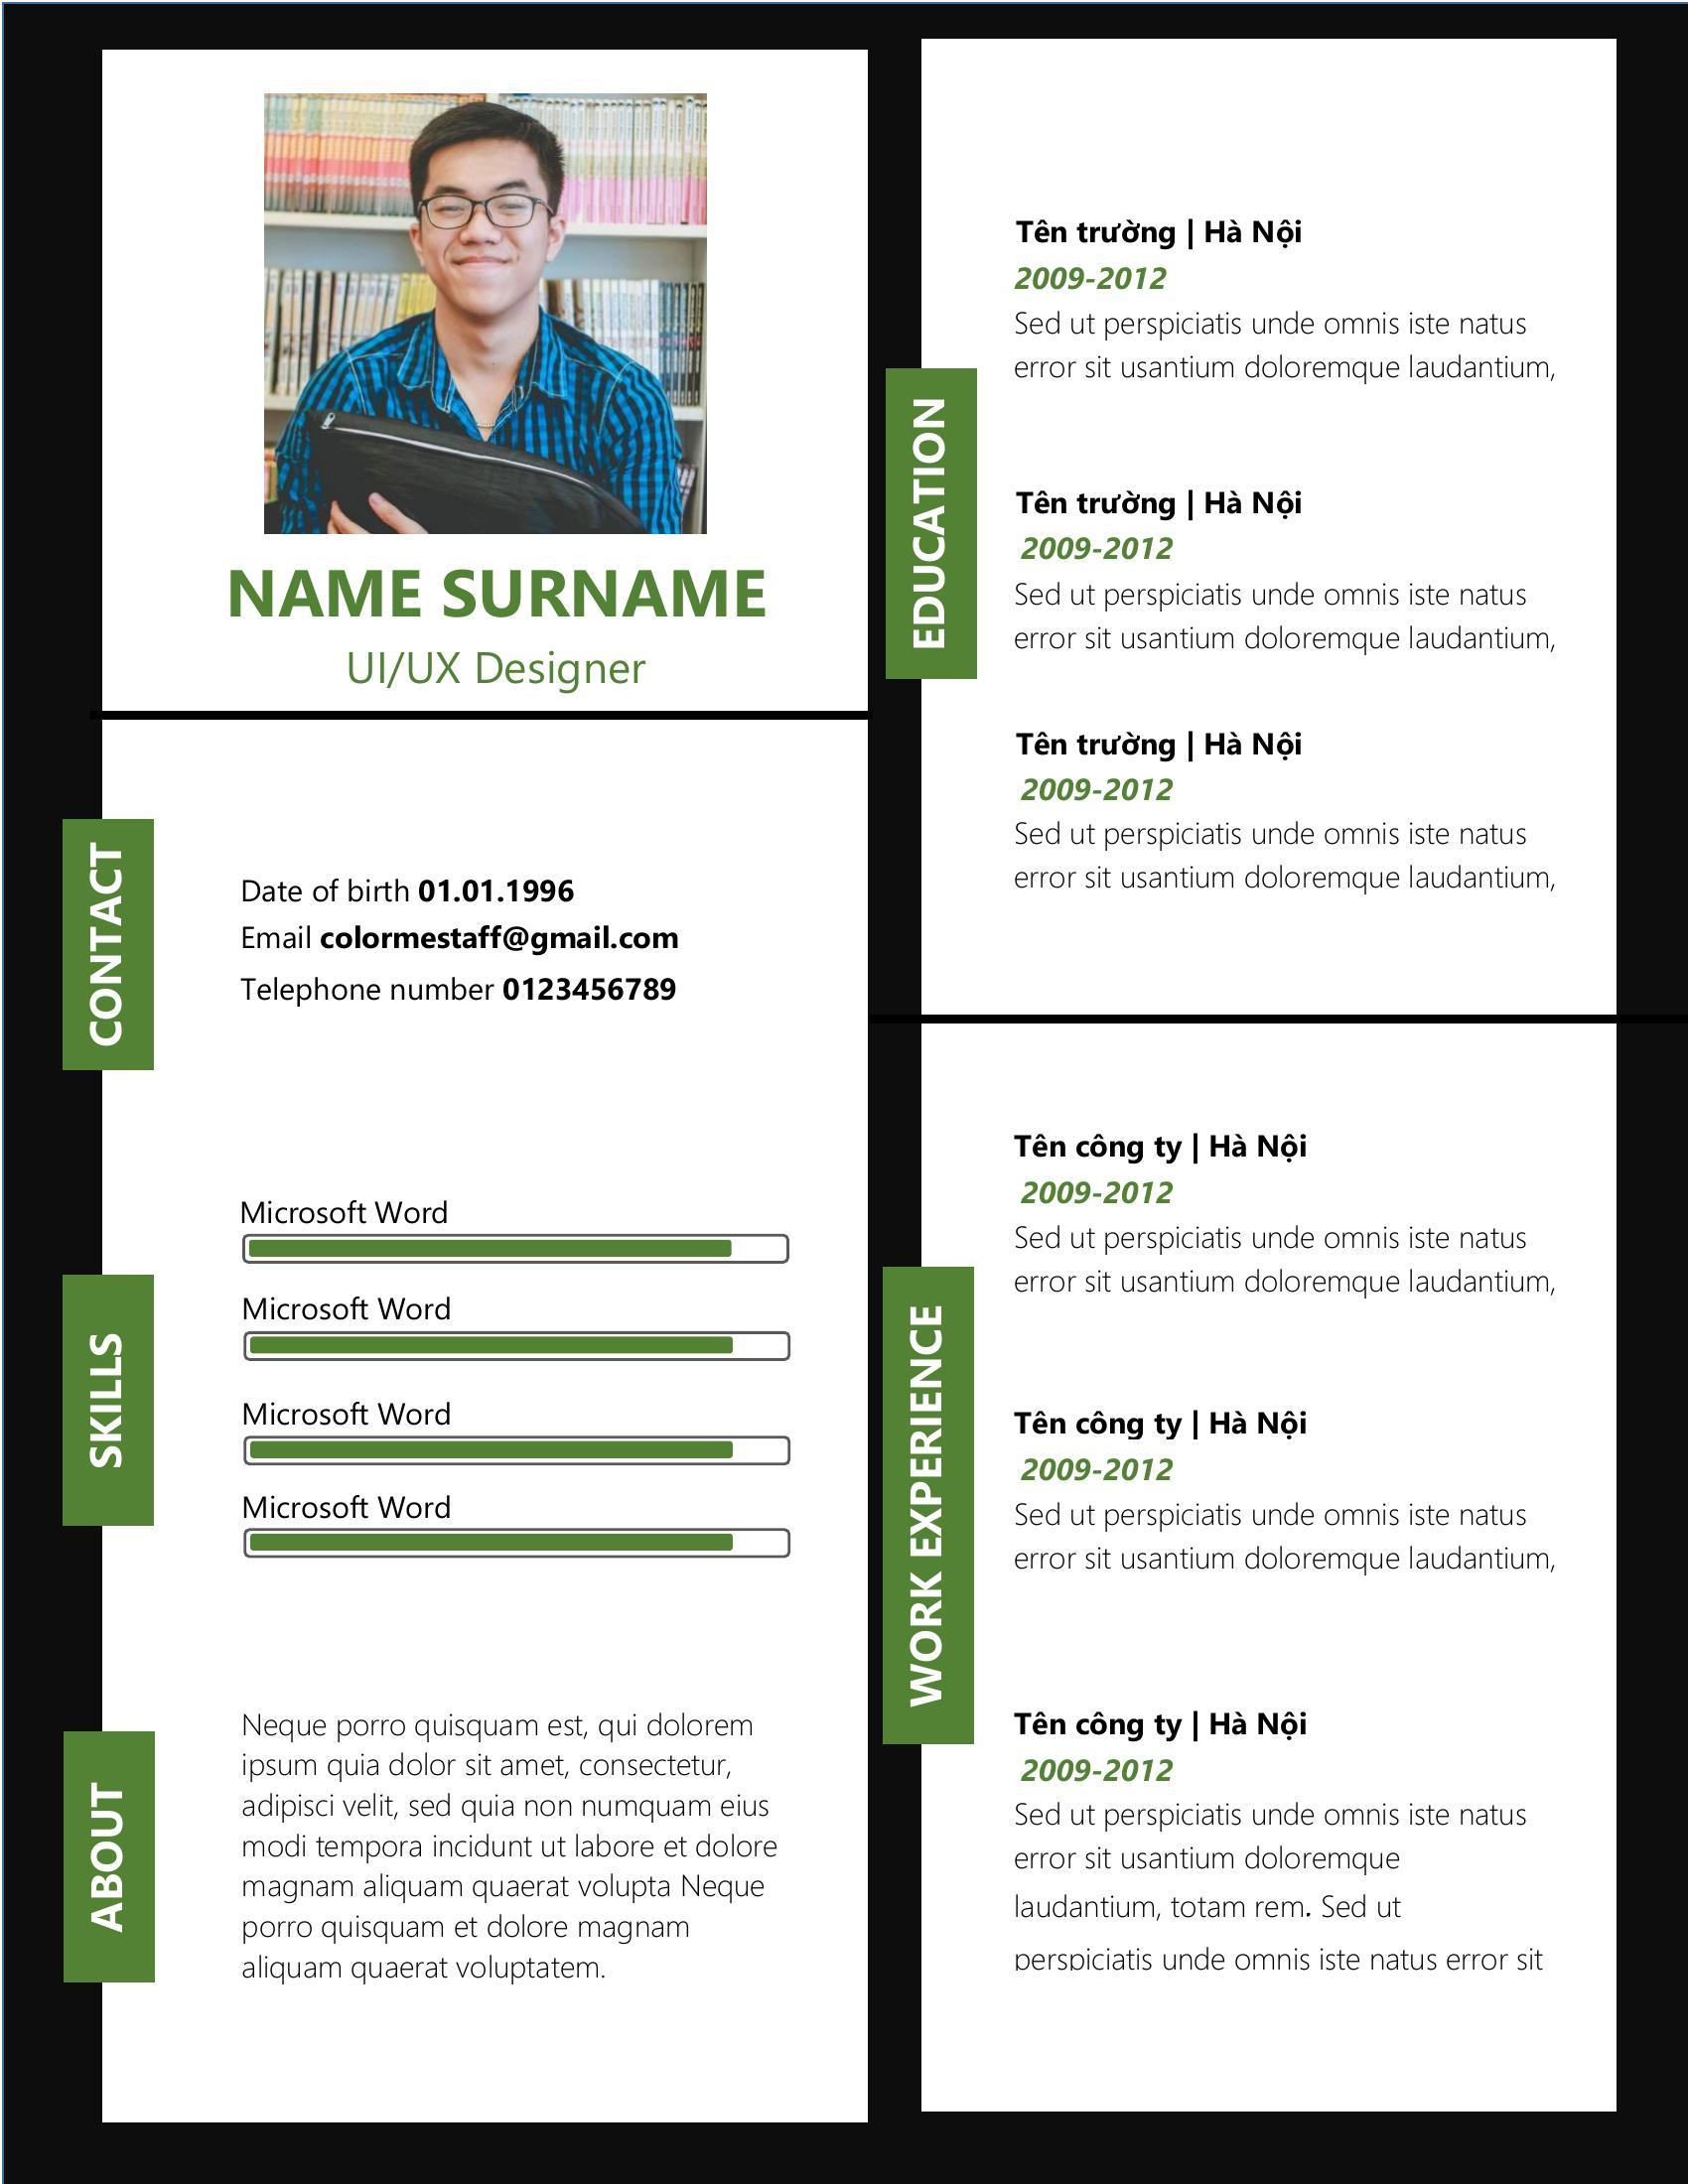 NAME SURNAME
UI/UX Designer
CONTACT
Date of birth 01.01.1996
Email colormestaff@gmail.com
Telephone number 0123456789
SKILLS
Microsoft Word
Microsoft Word
Microsoft Word
Microsoft Word
ABOUT
Neque porro quisquam est, qui dolorem
ipsum quia dolor sit amet, consectetur,
adipisci velit, sed quia non numquam eius
modi tempora incidunt ut labore et dolore
magnam aliquam quaerat volupta Neque
porro quisquam et dolore magnam
aliquam quaerat voluptatem.
EDUCATION
Tên trường | Hà Nội
2009-2012
Sed ut perspiciatis unde omnis iste natus
error sit usantium doloremque laudantium,
Tên trường | Hà Nội
2009-2012
Sed ut perspiciatis unde omnis iste natus
error sit usantium doloremque laudantium,
Tên trường | Hà Nội
2009-2012
Sed ut perspiciatis unde omnis iste natus
error sit usantium doloremque laudantium,
WORK EXPERIENCE
Tên công ty | Hà Nội
2009-2012
Sed ut perspiciatis unde omnis iste natus
error sit usantium doloremque laudantium,
Tên công ty | Hà Nội
2009-2012
Sed ut perspiciatis unde omnis iste natus
error sit usantium doloremque laudantium,
Tên công ty | Hà Nội
2009-2012
Sed ut perspiciatis unde omnis iste natus
error sit usantium doloremque
laudantium, totam rem. Sed ut
perspiciatis unde omnis iste natus error sit